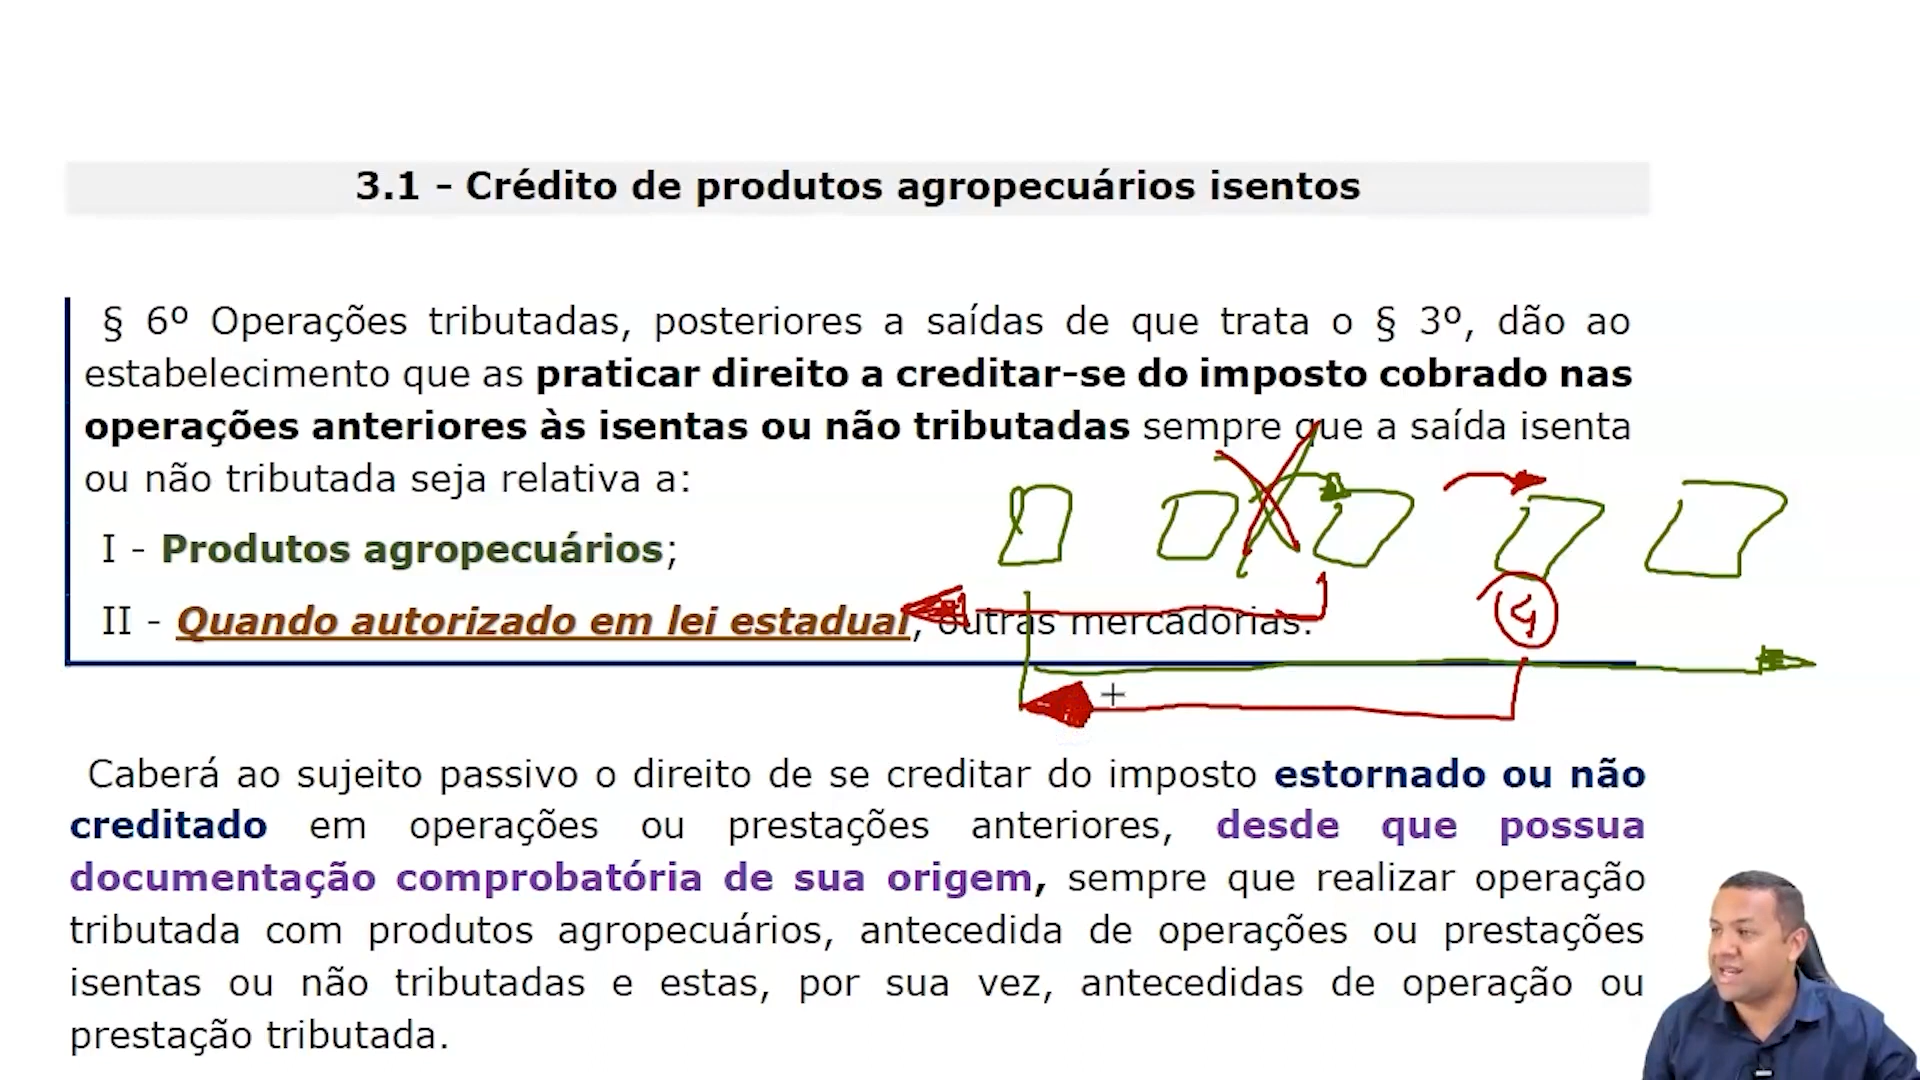 3.1 - Crédito de produtos agropecuários isentos
§ 6º Operações tributadas, posteriores a saídas de que trata o § 3º, dão ao
estabelecimento que as praticar direito a creditar-se do imposto cobrado nas
operações anteriores às isentas ou não tributadas sempre que a saída isenta
ou não tributada seja relativa a:
I - Produtos agropecuários;
II - Quando autorizado em lei estadual, outras mercadorias.
Caberá ao sujeito passivo o direito de se creditar do imposto estornado ou não
creditado em operações ou prestações anteriores, desde que possua
documentação comprobatória de sua origem, sempre que realizar operação
tributada com produtos agropecuários, antecedida de operações ou prestações
isentas ou não tributadas e estas, por sua vez, antecedidas de operação ou
prestação tributada.